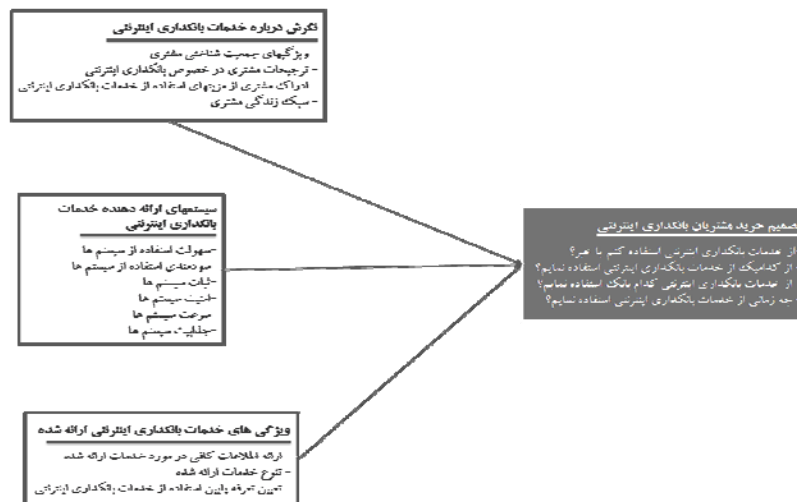 نگرش درباره خدمات بانکداری اینترنتی
ویژگیهای جمعیت شناختی مشتری
- ترجیحات مشتری در خصوص بانکداری اینترنتی
ادراک مشتری از مزیتهای استفاده از خدمات بانکداری اینترنتی
- سبک زندگی مشتری
سیستمهای ارائه دهنده خدمات
بانکداری اینترنتی
-سهولت استفاده از سیستم ها
سودمندی استفاده از سیستم ها
-ثبات سیستم ها
-امنیت سیستم ها
سرعت سیستم ها
-جذابیت سیستم ها
ویژگی های خدمات بانکداری اینترنتی ارائه شده
ارائه اطلاعات کافی در مورد خدمات ارائه شده
- تنوع خدمات ارائه شده
تعیین تعرفه پایین استفاده از خدمات بانکداری اینترنتی
تصمیم خرید مشتریان بانکداری اینترنتی
از خدمات بانکداری اینترنتی استفاده کنم یا خیر؟
- از کدامیک از خدمات بانکداری اینترنتی استفاده نمایم؟
از خدمات بانکداری اینترنتی کدام بانک استفاده نمایم؟
- چه زمانی از خدمات بانکداری اینترنتی استفاده نمایم؟